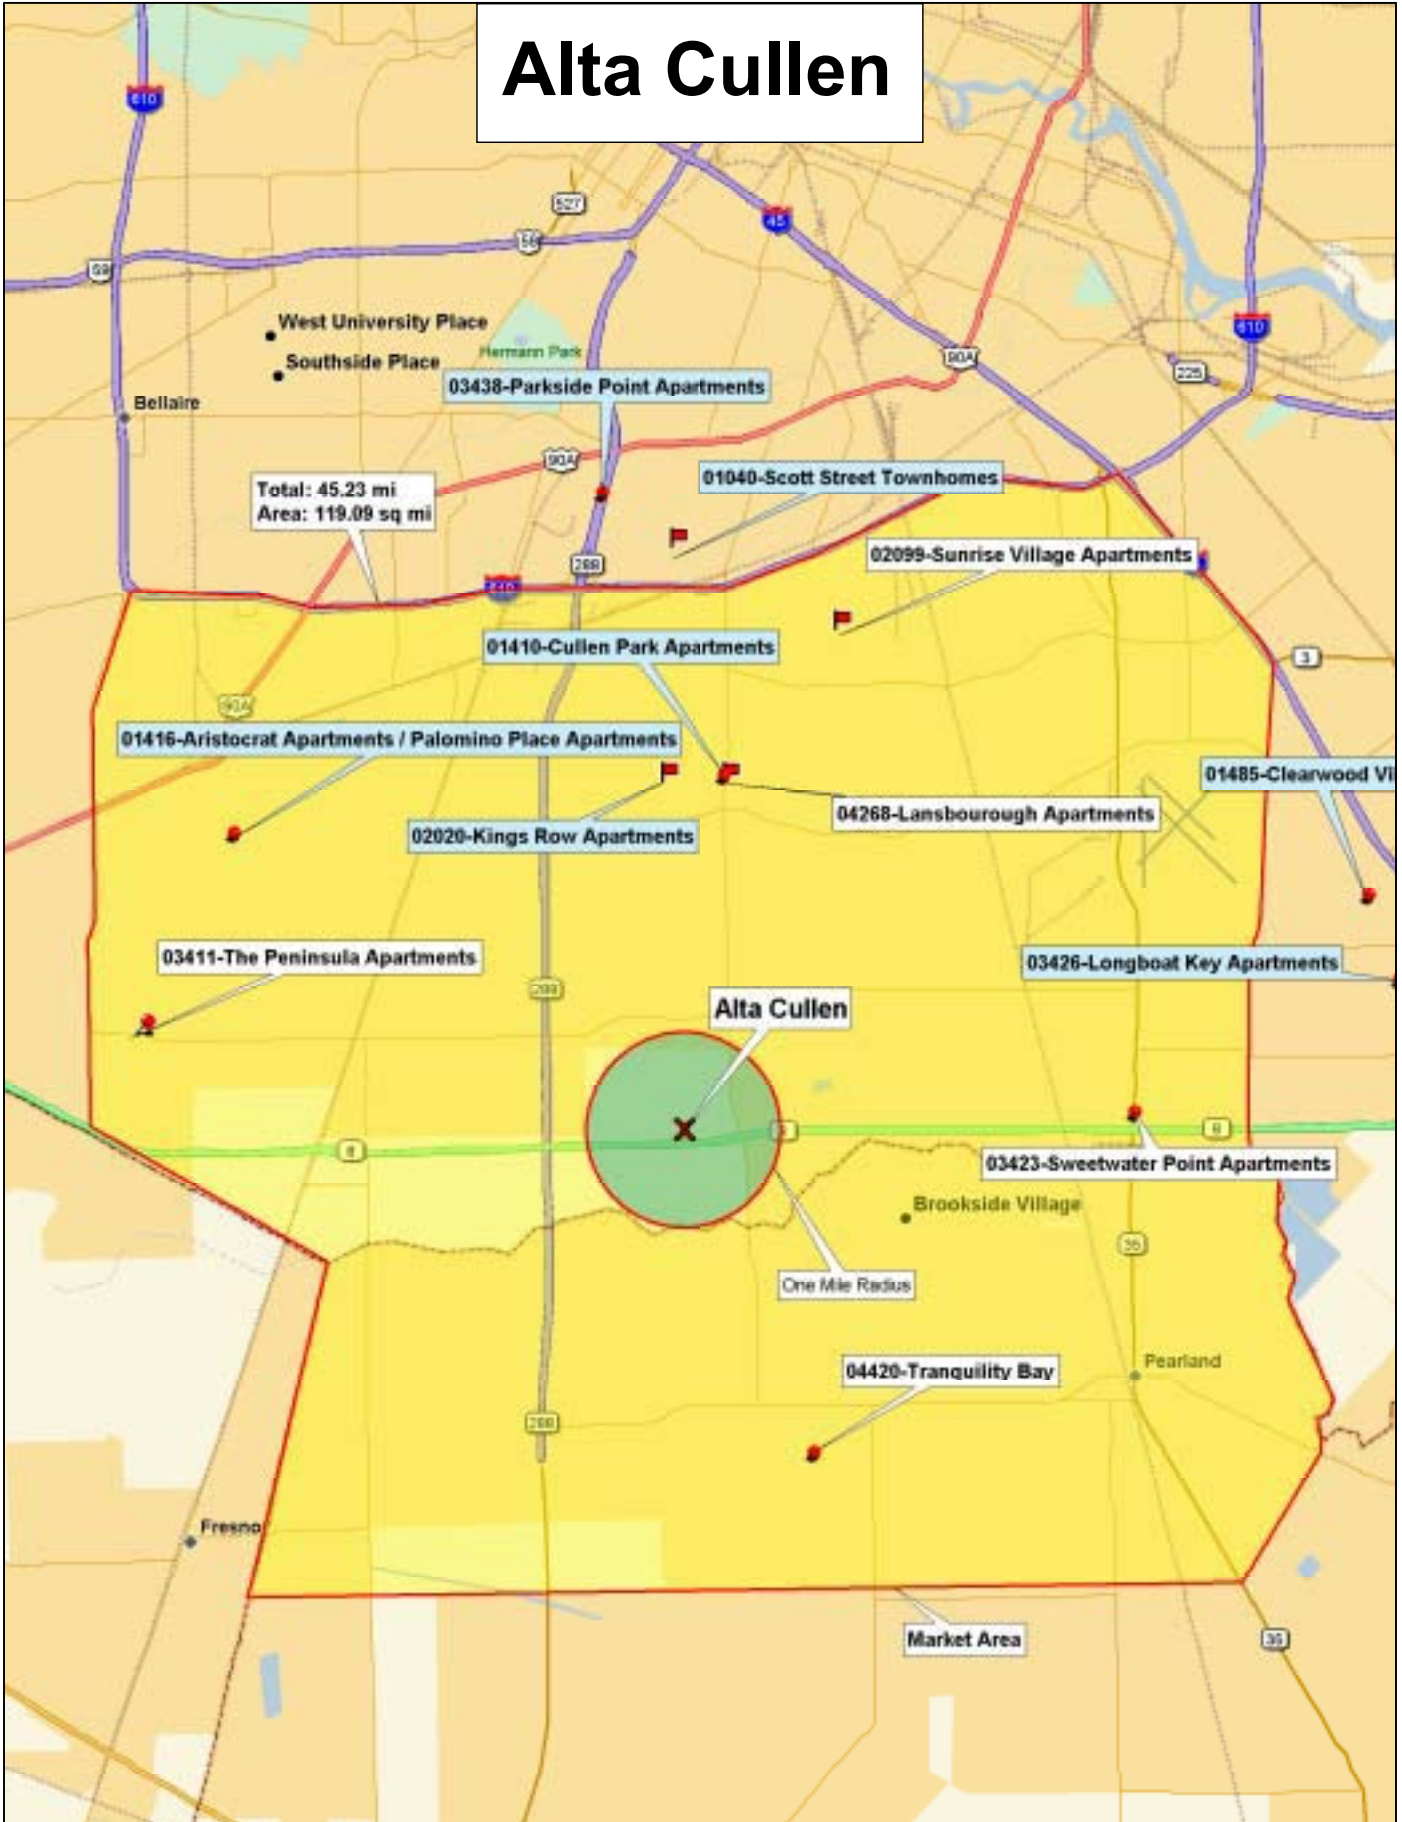 Alta Cullen
610
527
45
59
59
West University Place
610
Hermann Park
90A
Southside Place
225
03438-Parkside Point Apartments
Bellaire
90A
01040-Scott Street Townhomes
Total: 45.23 mi
Area: 119.09 sq mi
02099-Sunrise Village Apartments
288
610
01410-Cullen Park Apartments
3
90A
01416-Aristocrat Apartments / Palomino Place Apartments
01485-Clearwood Vi
04268-Lansbourough Apartments
02020-Kings Row Apartments
03411-The Peninsula Apartments
03426-Longboat Key Apartments
288
Alta Cullen
8
8
03423-Sweetwater Point Apartments
Brookside Village
35
One Mile Radius
Pearland
04420-Tranquility Bay
288
Fresno
Market Area
35